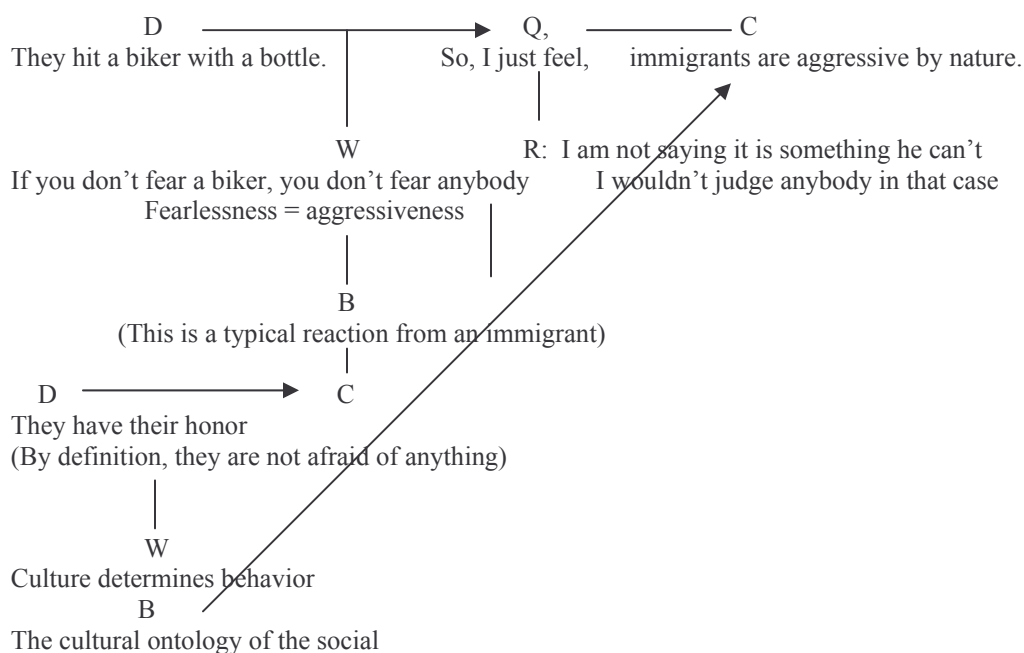 D Q, C
They hit a biker with a bottle. So, I just feel, immigrants are aggressive by nature.
W R: I am not saying it is something he can’t
If you don’t fear a biker, you don’t fear anybody I wouldn’t judge anybody in that case
Fearlessness = aggressiveness
B
(This is a typical reaction from an immigrant)
D C
They have their honor
(By definition, they are not afraid of anything)
W
Culture determines behavior
B
The cultural ontology of the social